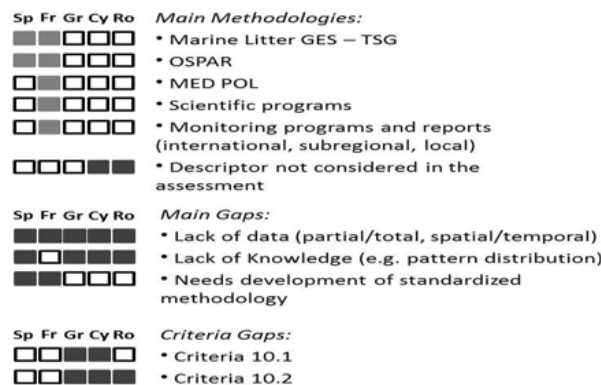 Sp Fr Gr Cy Ro Main Methodologies:
• Marine Litter GES – TSG
• OSPAR
• MED POL
• Scientific programs
• Monitoring programs and reports
(international, subregional, local)
• Descriptor not considered in the
assessment
Sp Fr Gr Cy Ro Main Gaps:
• Lack of data (partial/total, spatial/temporal)
• Lack of Knowledge (e.g. pattern distribution)
• Needs development of standardized
methodology
Sp Fr Gr Cy Ro Criteria Gaps:
• Criteria 10.1
• Criteria 10.2